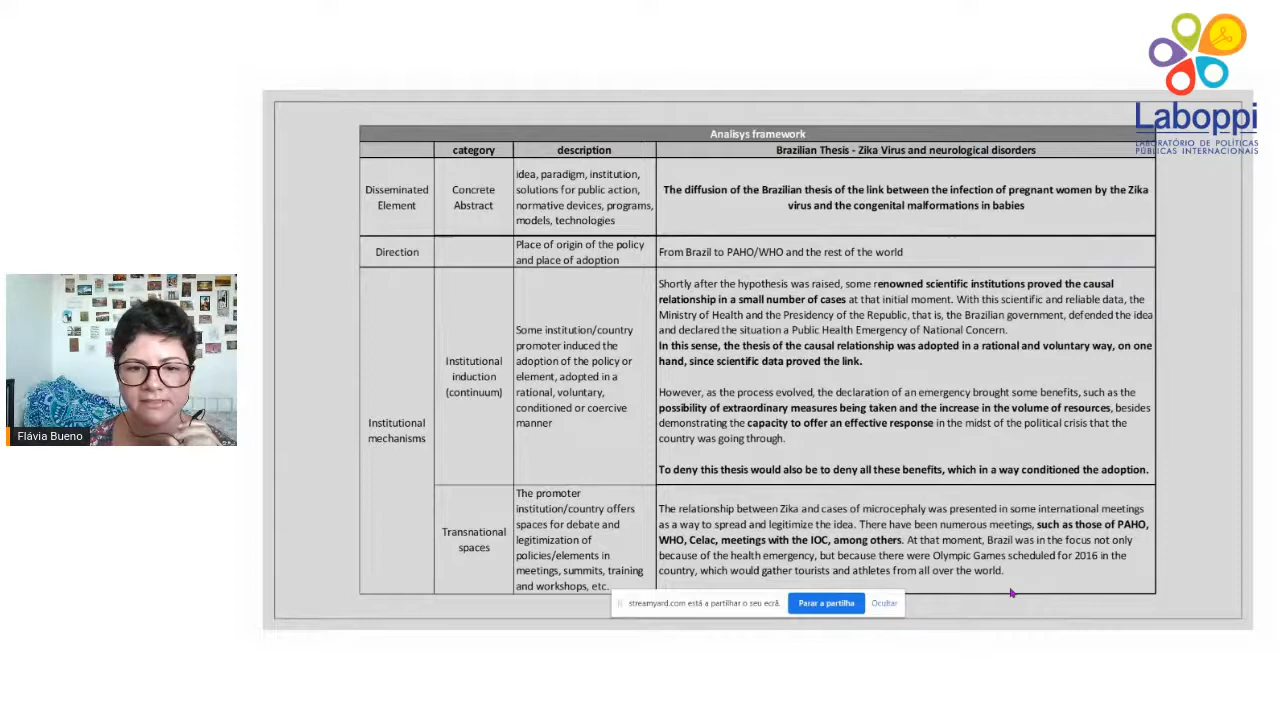 Laboppi
LABORATÓRIO DE POLÍTICAS
PÚBLICAS INTERNACIONAIS
Analisys framework
category
description
Brazilian Thesis - Zika Virus and neurological disorders
Disseminated
Element
Concrete
Abstract
idea, paradigm, institution,
solutions for public action,
normative devices, programs,
models, technologies
The diffusion of the Brazilian thesis of the link between the infection of pregnant women by the Zika
virus and the congenital malformations in babies
Direction
Place of origin of the policy
and place of adoption
From Brazil to PAHO/WHO and the rest of the world
Institutional
mechanisms
Institutional
induction
(continuum)
Some institution/country
promoter induced the
adoption of the policy or
element, adopted in a
rational, voluntary,
conditioned or coercive
manner
Shortly after the hypothesis was raised, some renowned scientific institutions proved the causal
relationship in a small number of cases at that initial moment. With this scientific and reliable data, the
Ministry of Health and the Presidency of the Republic, that is, the Brazilian government, defended the idea
and declared the situation a Public Health Emergency of National Concern.
In this sense, the thesis of the causal relationship was adopted in a rational and voluntary way, on one
hand, since scientific data proved the link.
However, as the process evolved, the declaration of an emergency brought some benefits, such as the
possibility of extraordinary measures being taken and the increase in the volume of resources, besides
demonstrating the capacity to offer an effective response in the midst of the political crisis that the
country was going through.
To deny this thesis would also be to deny all these benefits, which in a way conditioned the adoption.
Transnational
spaces
The promoter
institution/country offers
spaces for debate and
legitimization of
policies/elements in
meetings, summits, training
and workshops, etc.
The relationship between Zika and cases of microcephaly was presented in some international meetings
as a way to spread and legitimize the idea. There have been numerous meetings, such as those of PAHO,
WHO, Celac, meetings with the IOC, among others. At that moment, Brazil was in the focus not only
because of the health emergency, but because there were Olympic Games scheduled for 2016 in the
country, which would gather tourists and athletes from all over the world.
Flávia Bueno
streamyard.com está a partilhar o seu ecrã.
Parar a partilha
Ocultar